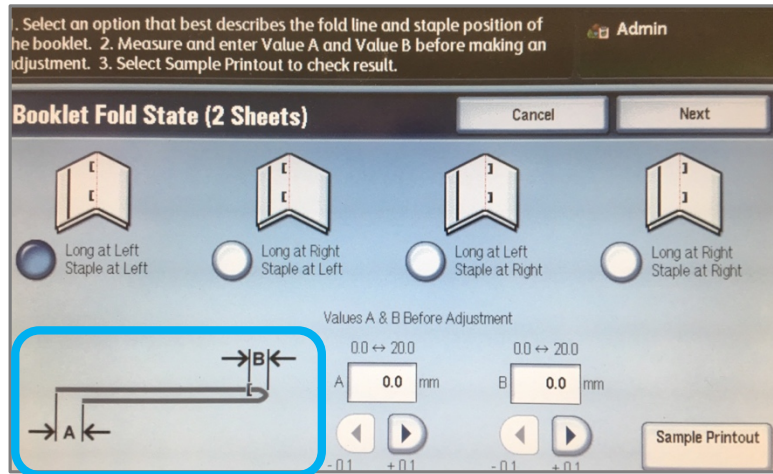 . Select an option that best describes the fold line and staple position of
he booklet. 2. Measure and enter Value A and Value B before making an
djustment. 3. Select Sample Printout to check result.
Admin
Booklet Fold State (2 Sheets)
Cancel
Next
Long at Left
Staple at Left
Long at Right
Staple at Left
Long at Left
Staple at Right
Long at Right
Staple at Right
Values A & B Before Adjustment
0.0 ↔ 20.0
0.0 ↔ 20.0
B
A
A 0.0 mm
B 0.0 mm
Sample Printout
- 0.1 + 0.1
- 0.1 + 0.1